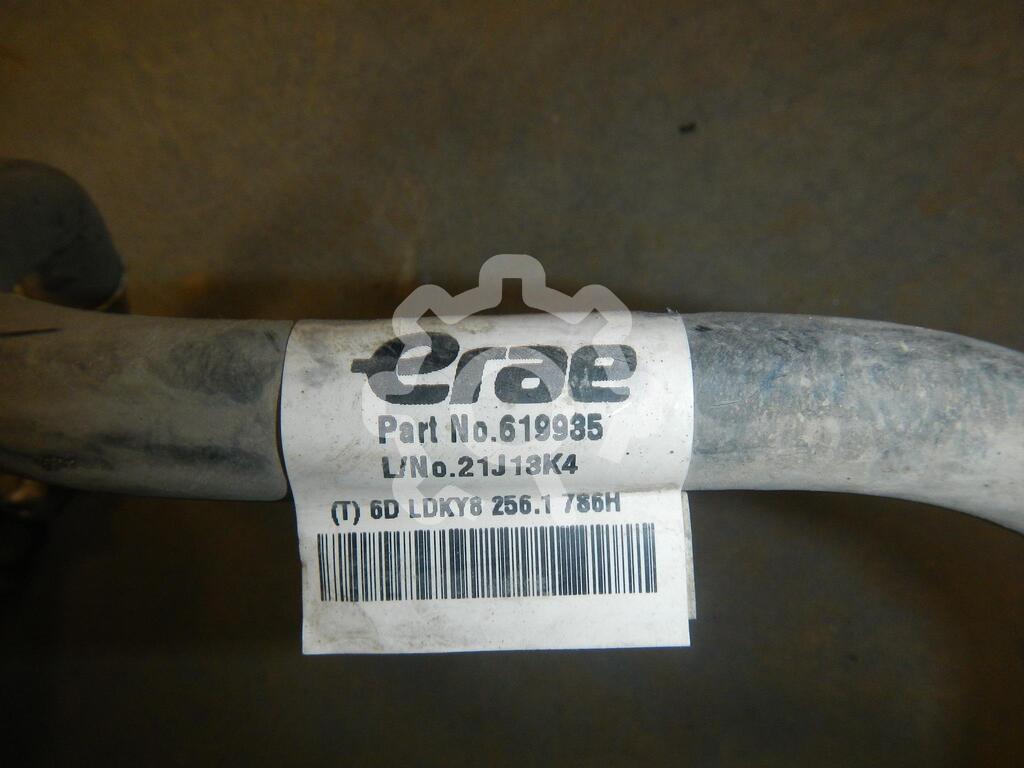 erae
Part No.619935
L/No.21J13K4
(T) 6D LDKY8 256.1 786H